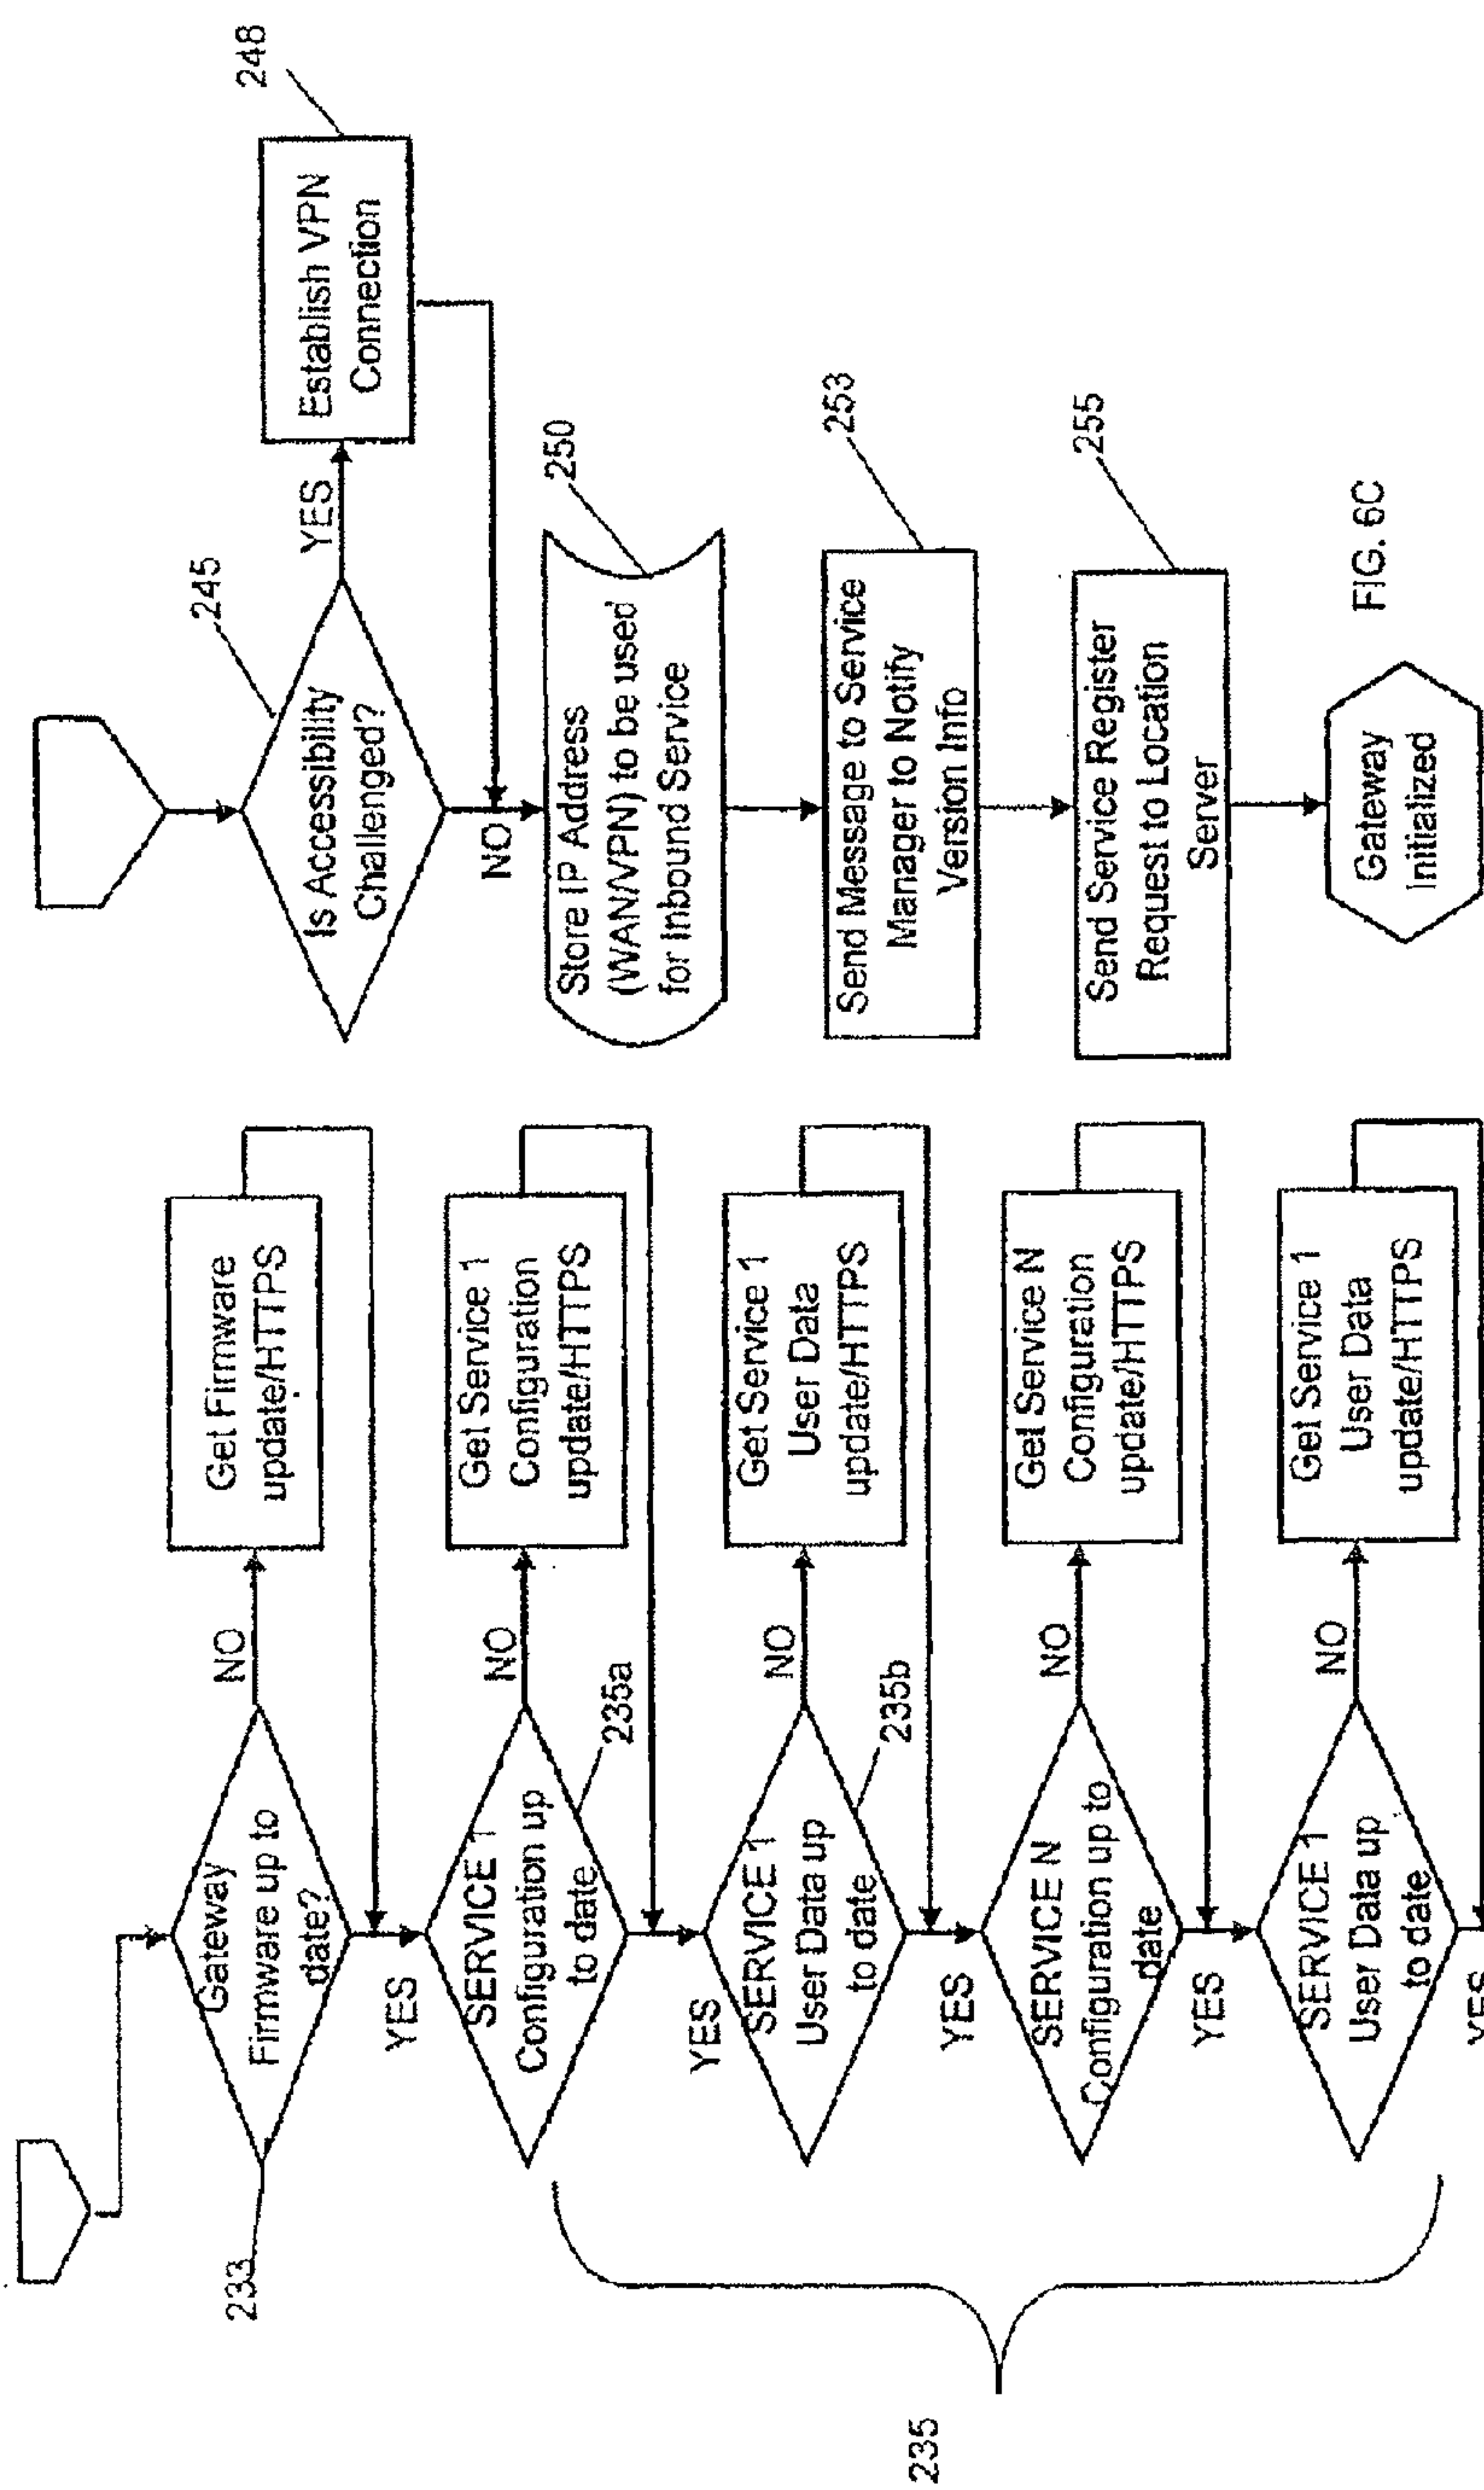 233
Gateway
Firmware up to
date?
NO
Get Firmware
update/HTTPS
YES
SERVICE 1
Configuration up
to date
235a
NO
Get Service 1
Configuration
update/HTTPS
YES
SERVICE 1
User Data up
to date
235b
NO
Get Service 1
User Data
update/HTTPS
YES
SERVICE N
Configuration up to
date
NO
Get Service N
Configuration
update/HTTPS
YES
SERVICE 1
User Data up
to date
NO
Get Service 1
User Data
update/HTTPS
YES
235
Is Accessibility
Challenged?
245
YES
Establish VPN
Connection
248
NO
Store IP Address
(WAN/VPN) to be used
for Inbound Service
250
Send Message to Service
Manager to Notify
Version Info
253
Send Service Register
Request to Location
Server
255
Gateway
Initialized
FIG. 6C